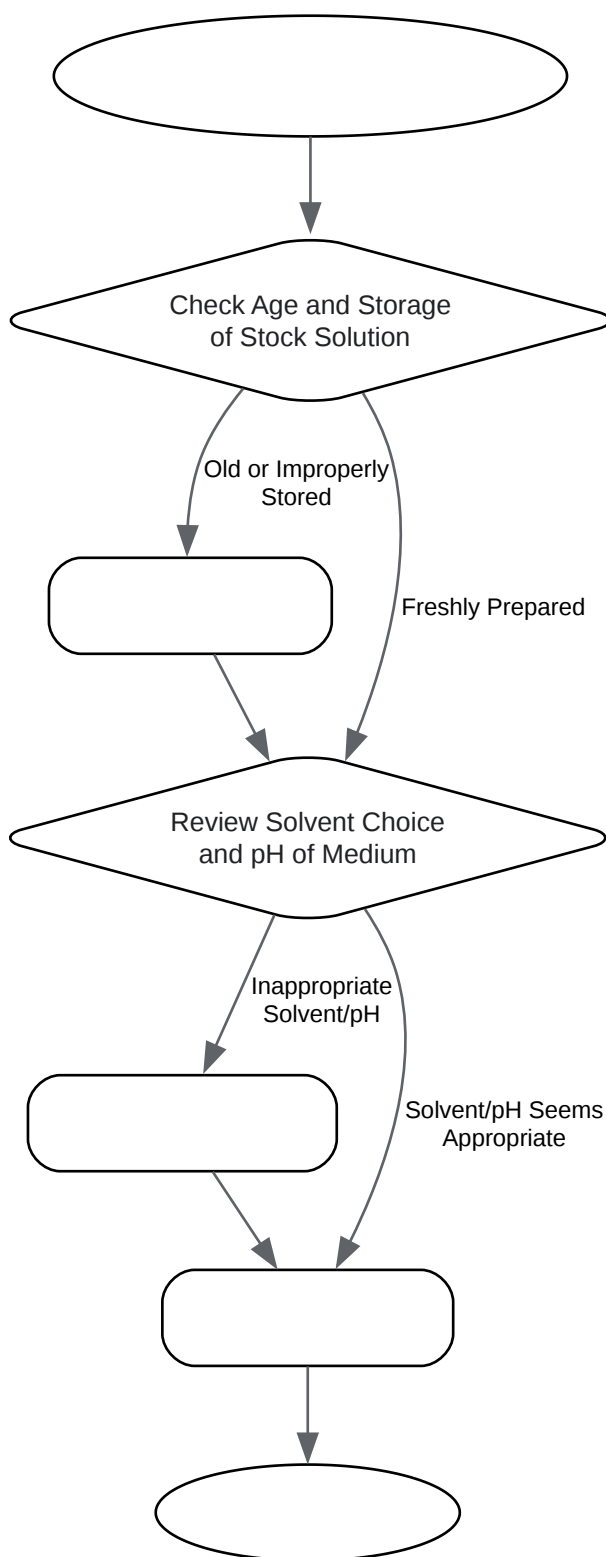 Check Age and Storage
of Stock Solution
Old or Improperly
Stored
Freshly Prepared
Review Solvent Choice
and pH of Medium
Inappropriate
Solvent/pH
Solvent/pH Seems
Appropriate